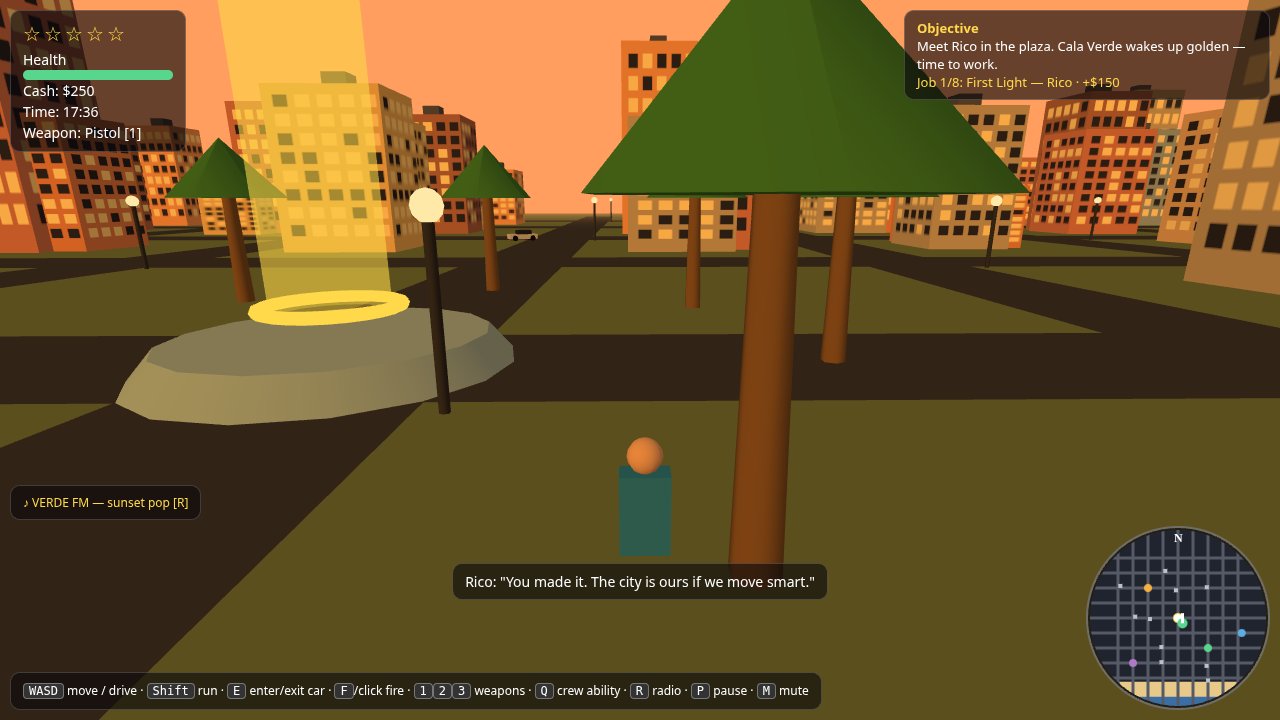 ☆☆☆☆☆
Health
Cash: $250
Time: 17:36
Weapon: Pistol [1]
Objective
Meet Rico in the plaza. Cala Verde wakes up golden —
time to work.
Job 1/8: First Light — Rico · +$150
♪ VERDE FM — sunset pop [R]
Rico: "You made it. The city is ours if we move smart."
N
WASD move / drive · Shift run · E enter/exit car · F/click fire · 1 2 3 weapons · Q crew ability · R radio · P pause · M mute